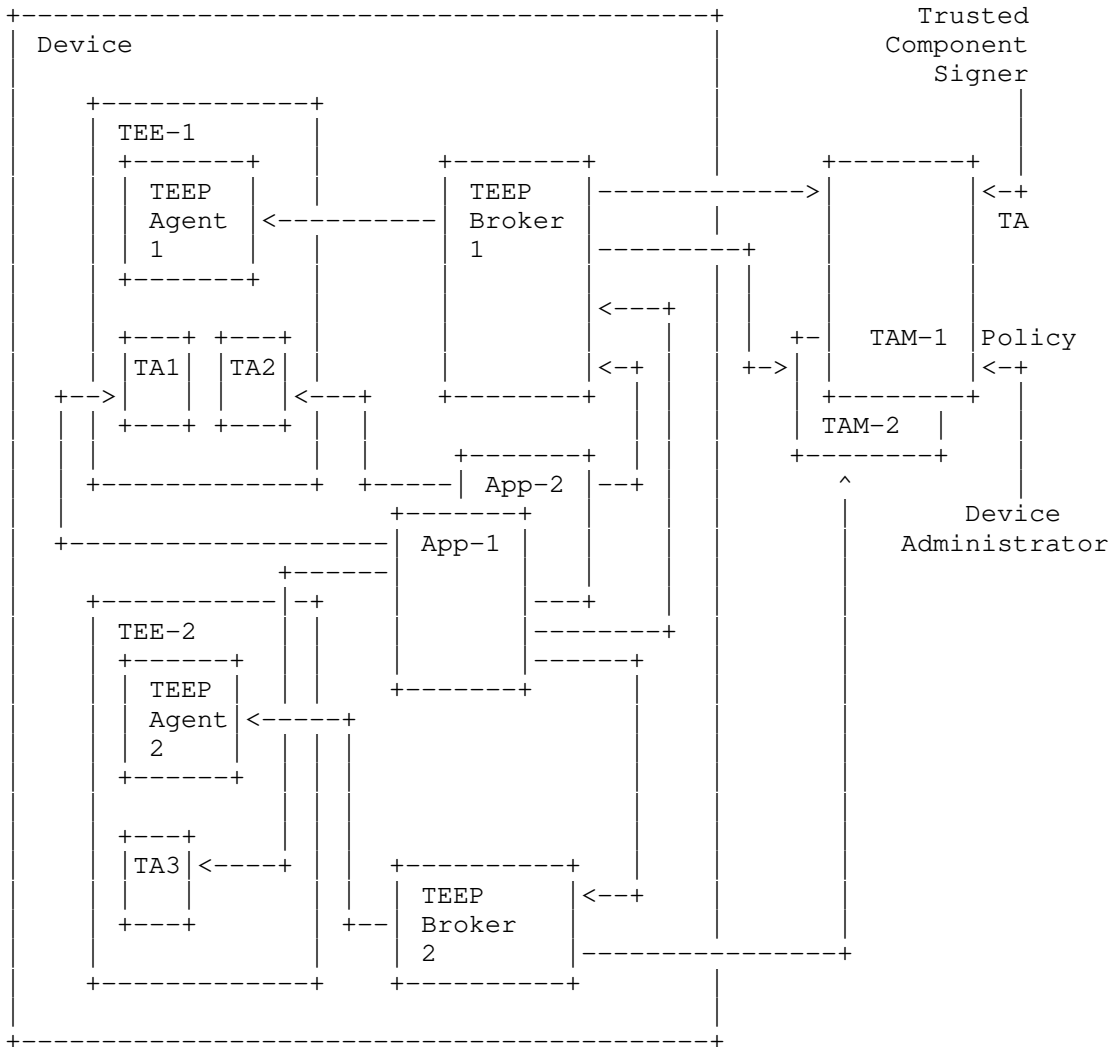 Trusted
Device Component
Signer
TEE-1
TEEP TEEP
Agent Broker TA
1 1
TAM-1 Policy
TA1 TA2
TAM-2
App-2
Device
App-1 Administrator
TEE-2
TEEP
Agent
2
TA3
TEEP
Broker
2